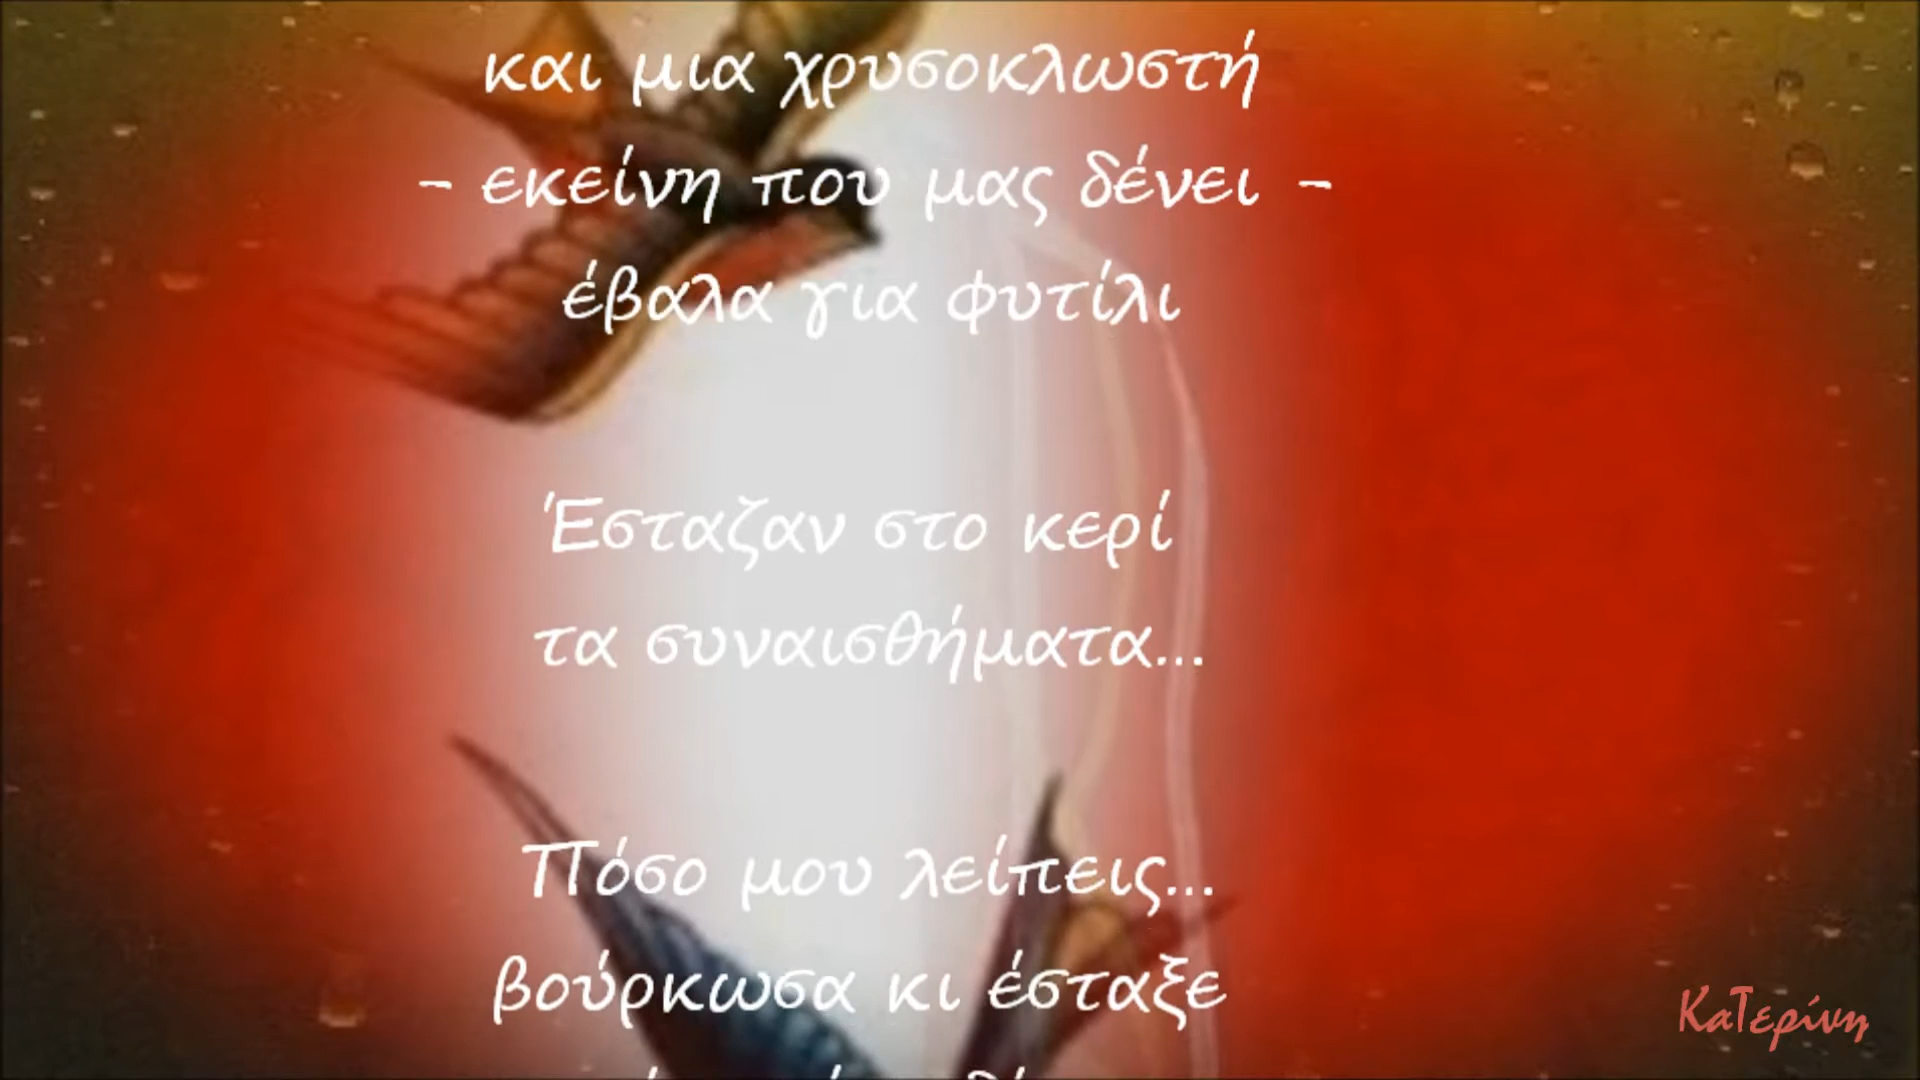 και μια χρυσοκλωστή
- εκείνη που μας δένει -
έβαλα για φυτίλι
Έσταζαν στο κερί
τα συναισθήματα...
Πόσο μου λείπεις...
βούρκωσα κι έσταξε
ΚαΤερίνη